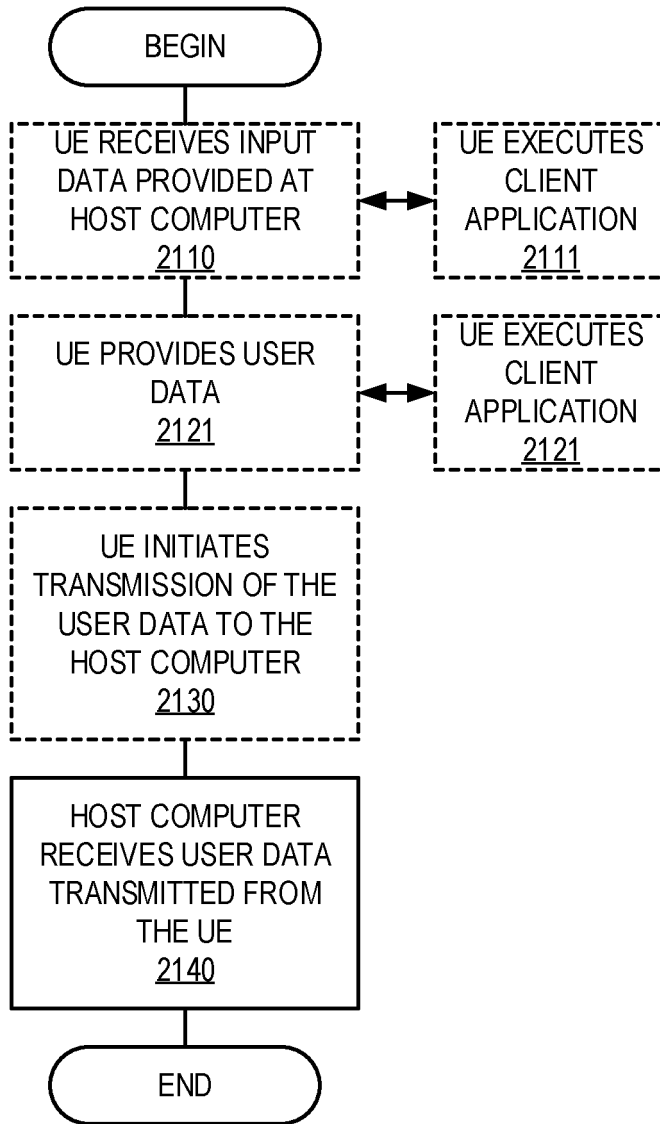 BEGIN
UE RECEIVES INPUT
DATA PROVIDED AT
HOST COMPUTER
2110
UE EXECUTES
CLIENT
APPLICATION
2111
UE PROVIDES USER
DATA
2121
UE EXECUTES
CLIENT
APPLICATION
2121
UE INITIATES
TRANSMISSION OF THE
USER DATA TO THE
HOST COMPUTER
2130
HOST COMPUTER
RECEIVES USER DATA
TRANSMITTED FROM
THE UE
2140
END